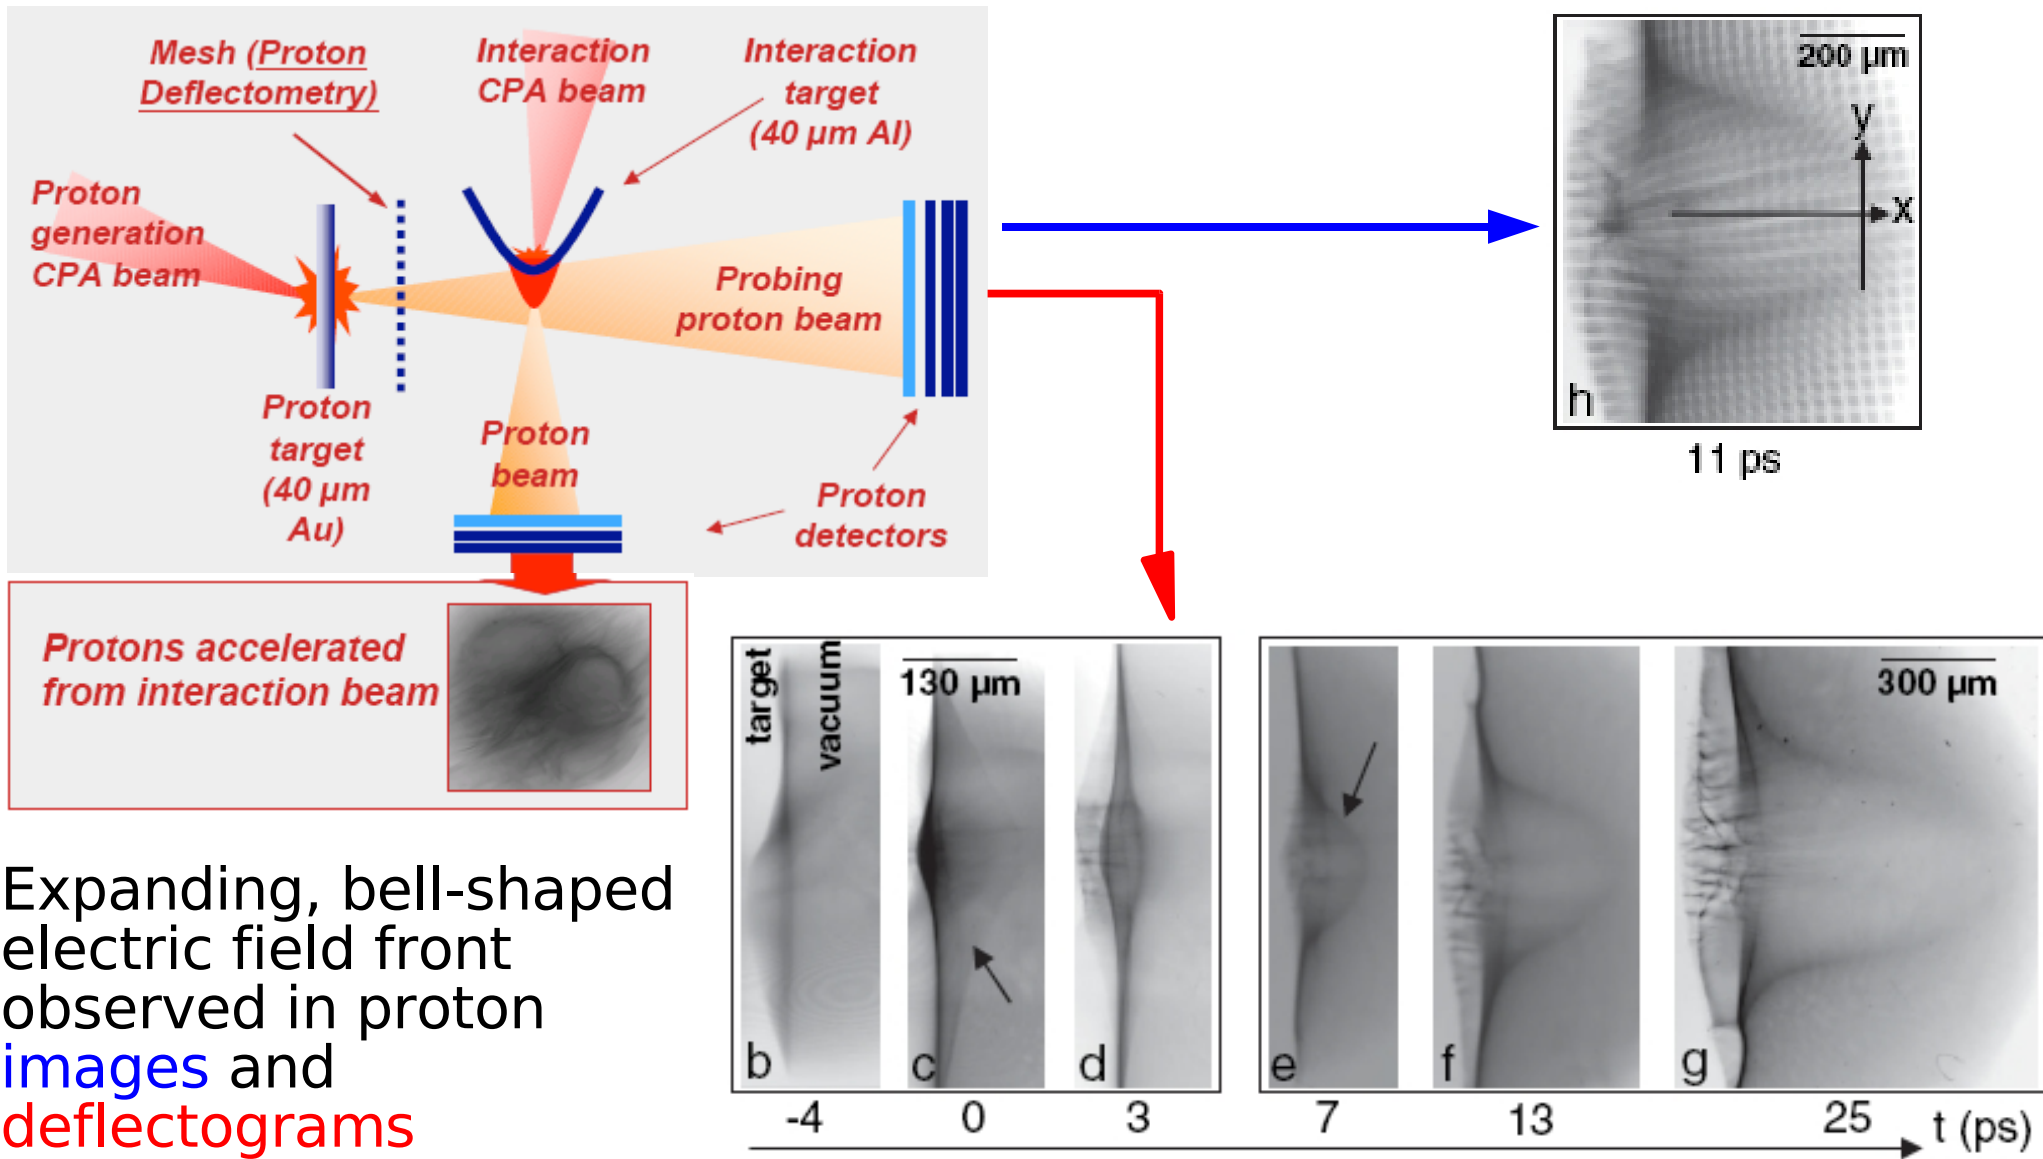 Mesh (Proton
Deflectometry)
Interaction
CPA beam
Interaction
target
(40 µm Al)
Proton
generation
CPA beam
Probing
proton beam
Proton
target
(40 µm
Au)
Proton
beam
Proton
detectors
Protons accelerated
from interaction beam
200 µm
y
x
h
11 ps
target
vacuum
130 µm
300 µm
b
c
d
e
f
g
-4
0
3
7
13
25
t (ps)
Expanding, bell-shaped
electric field front
observed in proton
images and
deflectograms